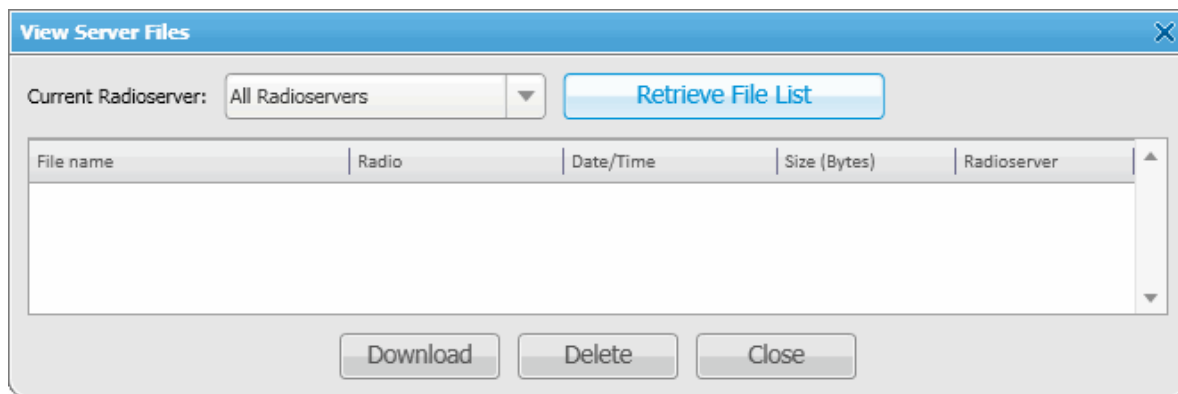 View Server Files
Current Radioserver: All Radioservers Retrieve File List
File name Radio Date/Time Size (Bytes) Radioserver
Download Delete Close